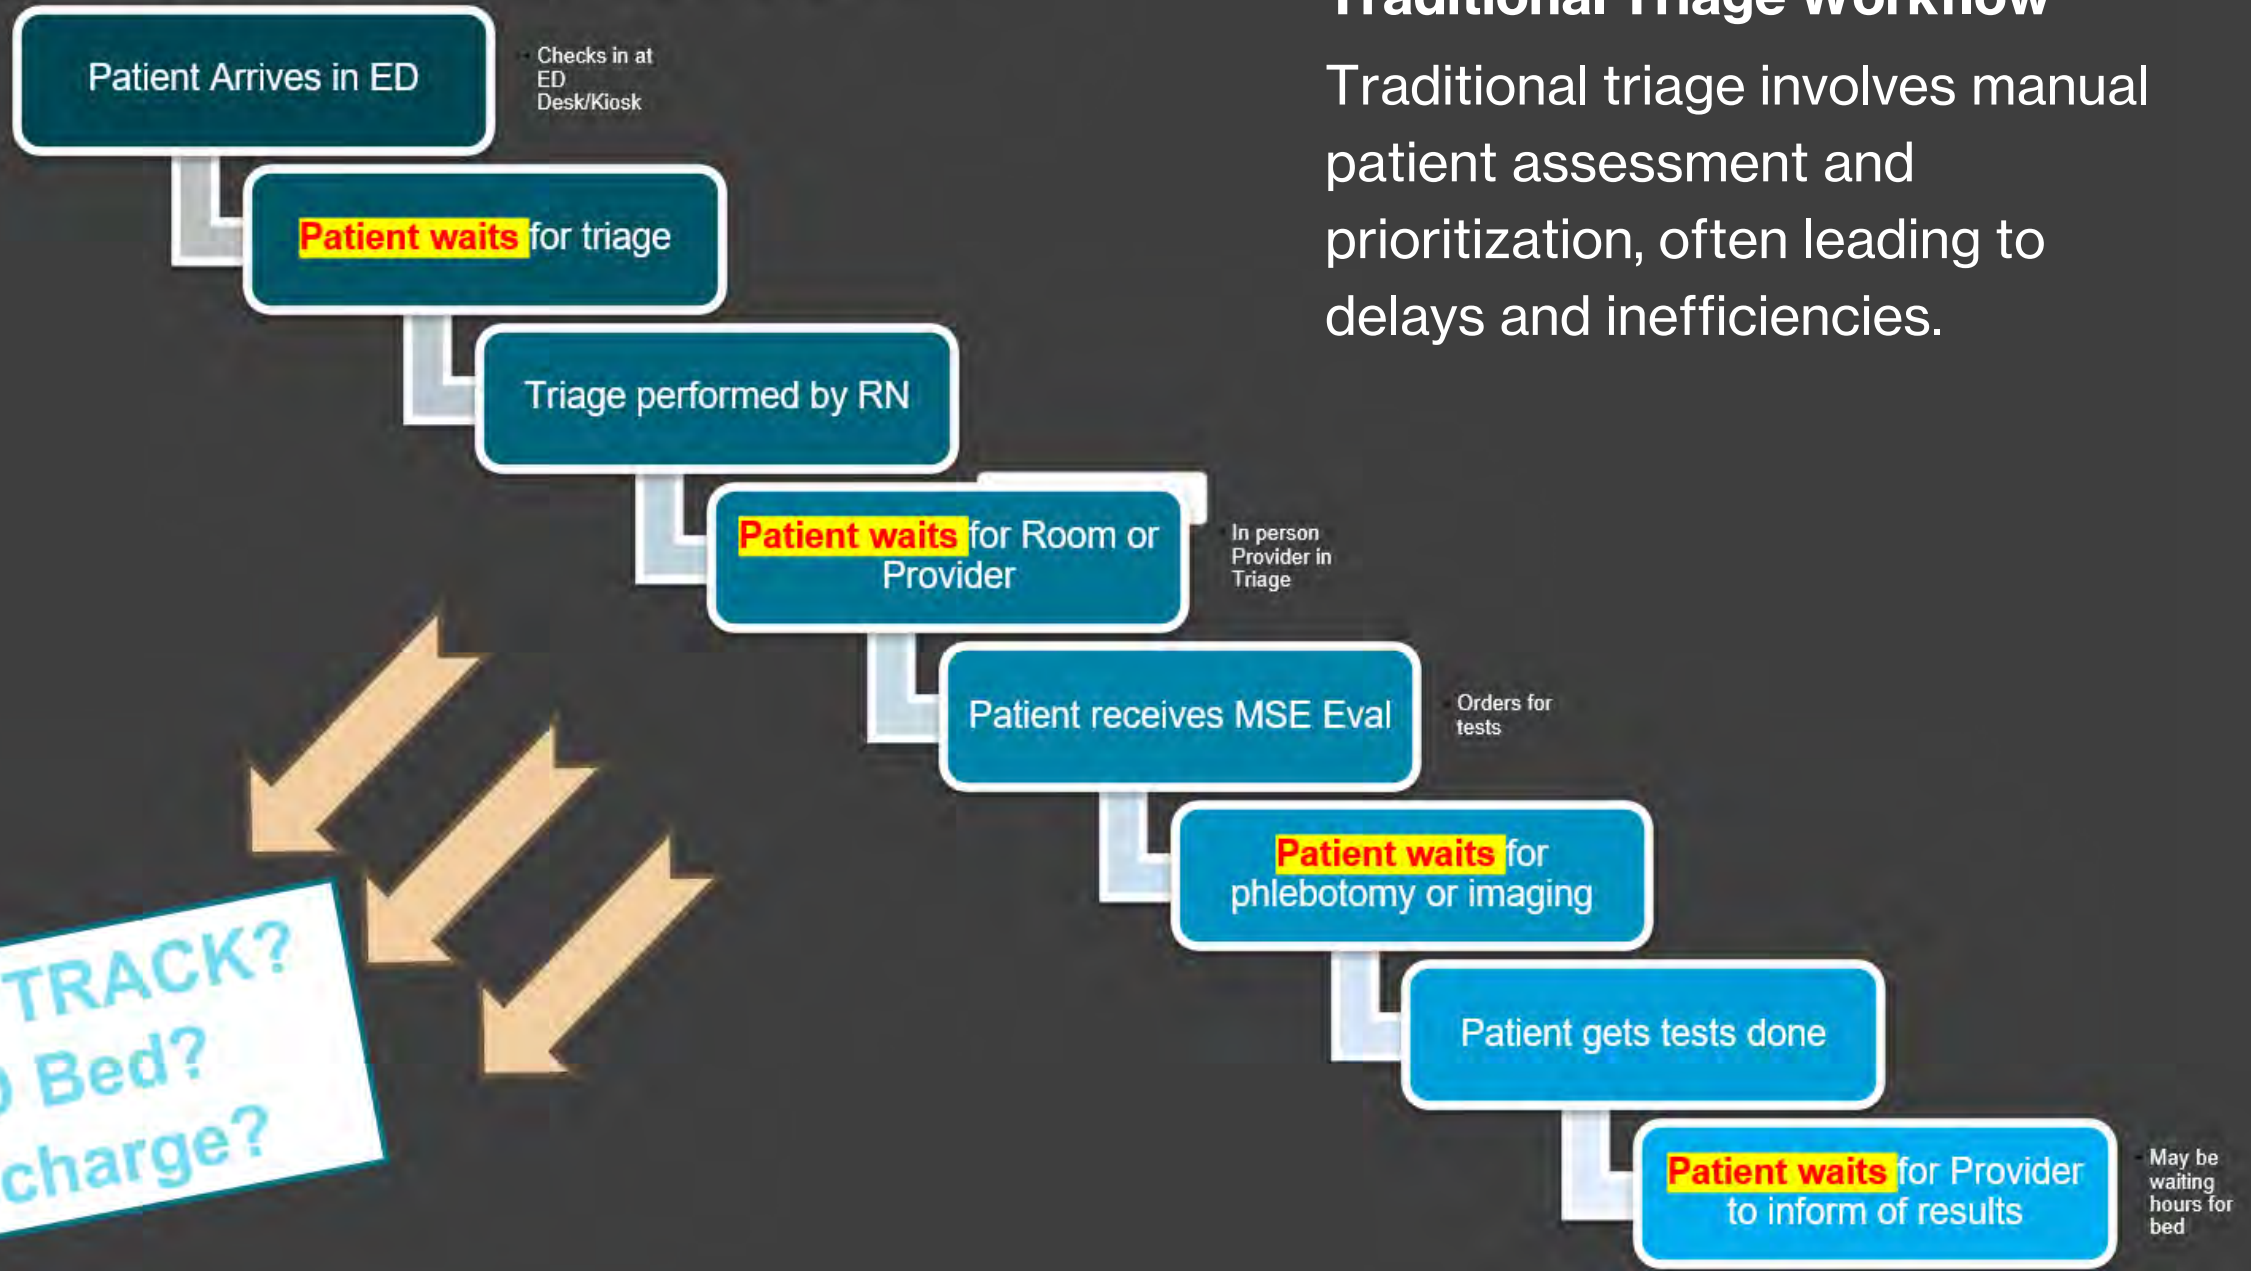 Traditional Triage Workflow
Traditional triage involves manual
patient assessment and
prioritization, often leading to
delays and inefficiencies.
Patient Arrives in ED
Checks in at
ED
Desk/Kiosk
Patient waits for triage
Triage performed by RN
Patient waits for Room or
Provider
In person
Provider in
Triage
Patient receives MSE Eval
Orders for
tests
Patient waits for
phlebotomy or imaging
Patient gets tests done
Patient waits for Provider
to inform of results
May be
waiting
hours for
bed
TRACK?
Bed?
charge?